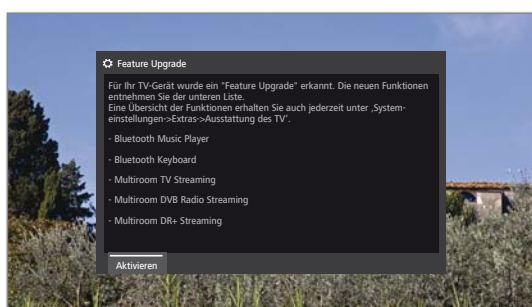 Feature Upgrade
Für Ihr TV-Gerät wurde ein "Feature Upgrade" erkannt. Die neuen Funktionen
entnehmen Sie der unteren Liste.
Eine Übersicht der Funktionen erhalten Sie auch jederzeit unter ‚System-
einstellungen->Extras->Ausstattung des TV‘.
- Bluetooth Music Player
- Bluetooth Keyboard
- Multiroom TV Streaming
- Multiroom DVB Radio Streaming
- Multiroom DR+ Streaming
Aktivieren